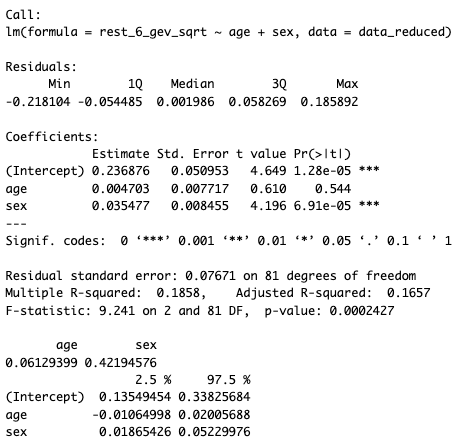 Call:
lm(formula = rest_6_gev_sqrt ~ age + sex, data = data_reduced)
Residuals:
Min 1Q Median 3Q Max
-0.218104 -0.054485 0.001986 0.058269 0.185892
Coefficients:
Estimate Std. Error t value Pr(>|t|)
(Intercept) 0.236876 0.050953 4.649 1.28e-05 ***
age 0.004703 0.007717 0.610 0.544
sex 0.035477 0.008455 4.196 6.91e-05 ***
---
Signif. codes: 0 ‘***’ 0.001 ‘**’ 0.01 ‘*’ 0.05 ‘.’ 0.1 ‘ ’ 1
Residual standard error: 0.07671 on 81 degrees of freedom
Multiple R-squared: 0.1858, Adjusted R-squared: 0.1657
F-statistic: 9.241 on 2 and 81 DF, p-value: 0.0002427
age sex
0.06129399 0.42194576
2.5 % 97.5 %
(Intercept) 0.13549454 0.33825684
age -0.01064998 0.02005688
sex 0.01865426 0.05229976